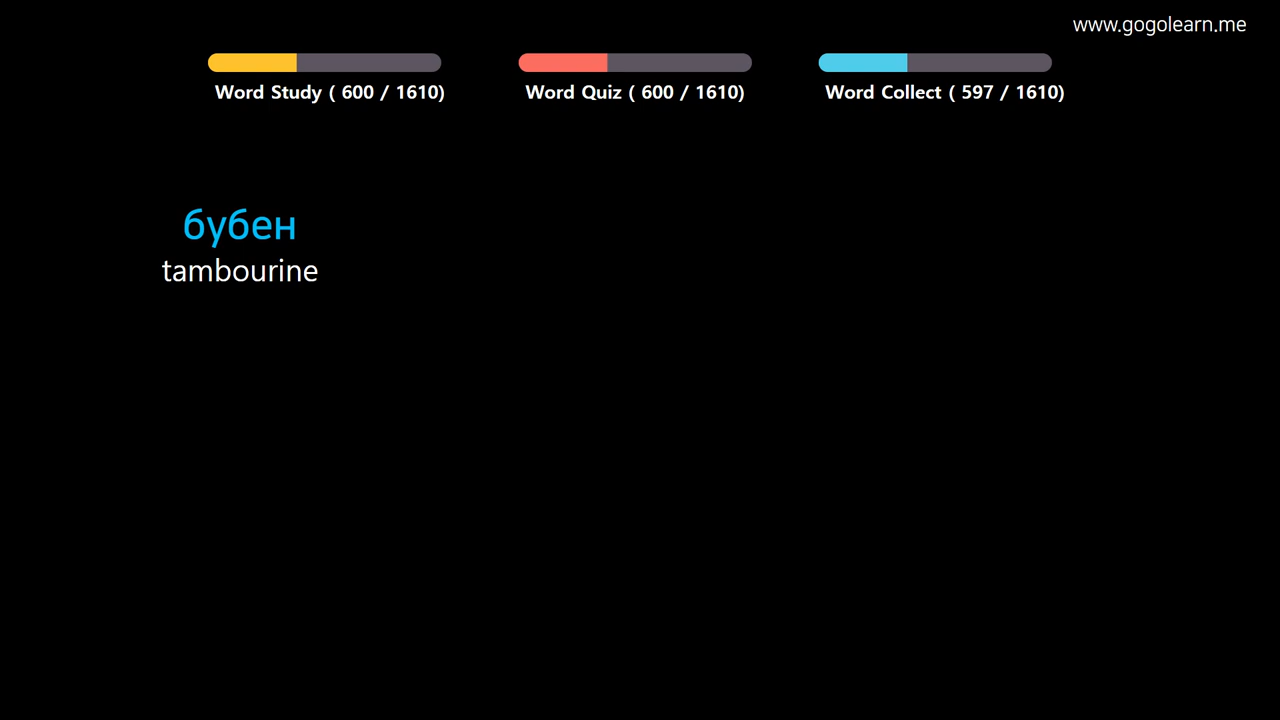 www.gogolearn.me
Word Study ( 600 / 1610)
Word Quiz ( 600 / 1610)
Word Collect ( 597 / 1610)
бубен
tambourine